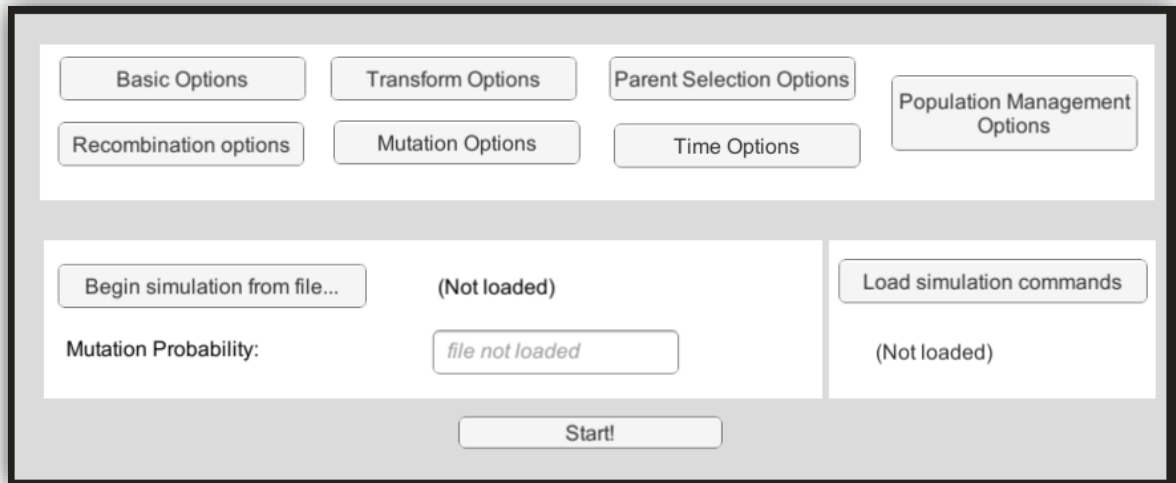 Basic Options
Transform Options
Parent Selection Options
Population Management
Options
Recombination options
Mutation Options
Time Options
Begin simulation from file...
(Not loaded)
Load simulation commands
Mutation Probability:
file not loaded
(Not loaded)
Start!